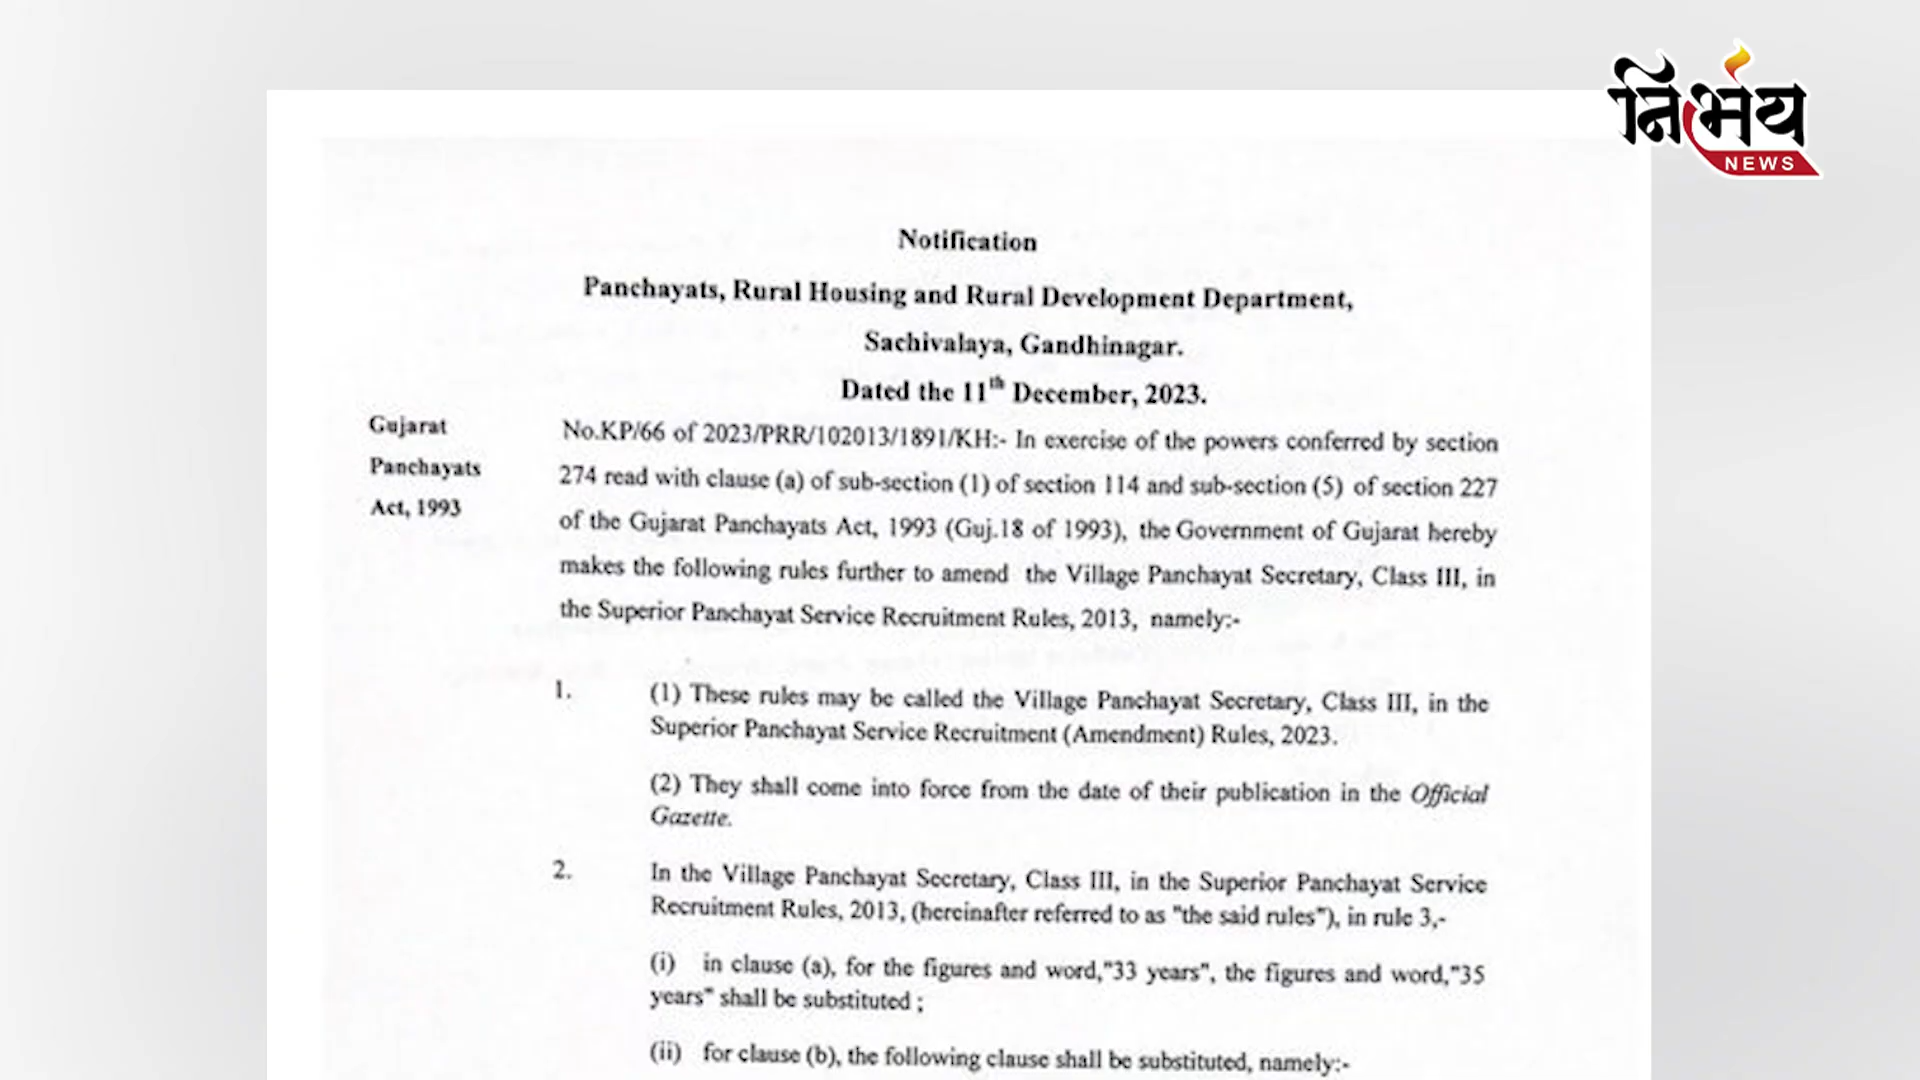 निर्भय
NEWS
Notification
Panchayats, Rural Housing and Rural Development Department,
Sachivalaya, Gandhinagar.
Dated the 11th December, 2023.
Gujarat
Panchayats
Act, 1993
No.KP/66 of 2023/PRR/102013/1891/KH:- In exercise of the powers conferred by section
274 read with clause (a) of sub-section (1) of section 114 and sub-section (5) of section 227
of the Gujarat Panchayats Act, 1993 (Guj.18 of 1993), the Government of Gujarat hereby
makes the following rules further to amend the Village Panchayat Secretary, Class III, in
the Superior Panchayat Service Recruitment Rules, 2013, namely:-
1. (1) These rules may be called the Village Panchayat Secretary, Class III, in the
Superior Panchayat Service Recruitment (Amendment) Rules, 2023.
(2) They shall come into force from the date of their publication in the Official
Gazette.
2. In the Village Panchayat Secretary, Class III, in the Superior Panchayat Service
Recruitment Rules, 2013, (hereinafter referred to as "the said rules"), in rule 3,-
(i) in clause (a), for the figures and word,"33 years", the figures and word,"35
years" shall be substituted ;
(ii) for clause (b), the following clause shall be substituted, namely:-